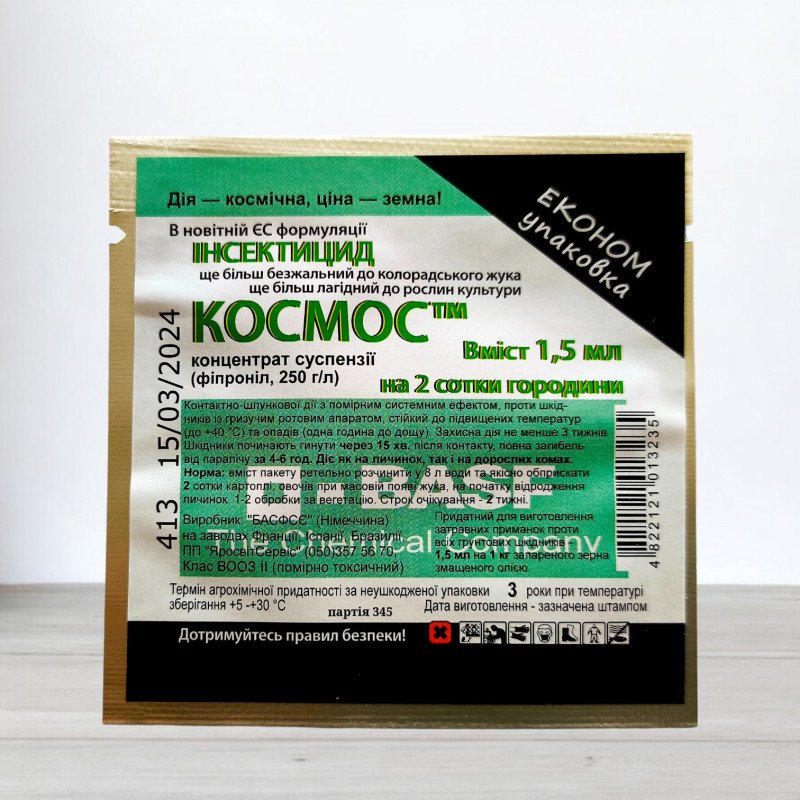 Дія — космічна, ціна — земна!
ЕКОНОМ
упаковка
В новітній ЄС формуляції
ІНСЕКТИЦИД
ще більш безжальний до колорадського жука
ще більш лагідний до рослин культури
КОСМОС™
концентрат суспензії
(фіпроніл, 250 г/л)
Вміст 1,5 мл
на 2 сотки городини
413 15/03/2024
Контактно-шлункової дії з помірним системним ефектом, проти шкід-
ників із гризучим ротовим апаратом, стійкий до підвищених температур
(до +40 °С) та опадів (одна година до дощу). Захисна дія не менше 3 тижнів
Шкідники починають гинути через 15 хв. після контакту, повна загибель
від паралічу за 4-6 год. Діє як на личинок, так і на дорослих комах.
Норма: вміст пакету ретельно розчинити у 8 л води та якісно обприскати
2 сотки картоплі, овочів при масовій появі жука, на початку відродження
личинок. 1-2 обробки за вегетацію. Строк очікування - 2 тижні.
BASF
The Chemical Company
Виробник: "БАСФСЄ" (Німеччина)
на заводах Франції, Іспанії, Бразилії.
ПП "Яросвітсервіс" (050)357 56 70,
Клас ВООЗ II (помірно токсичний)
Придатний для виготовлення
затравних приманок проти
всіх ґрунтових шкідників
1,5 мл на 1 кг запареного зерна
змащеного олією.
4 822121 013235
Термін агрохімічної придатності за неушкодженої упаковки 3 роки при температурі
зберігання +5 -+30 °С
партія 345
Дата виготовлення - зазначена штампом
Дотримуйтесь правил безпеки!